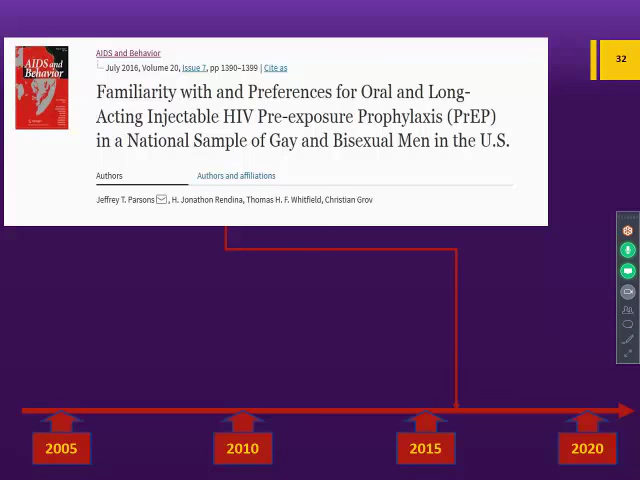 AIDS and Behavior
July 2016, Volume 20, Issue 7, pp 1390–1399 | Cite as
32
AIDS and
Behavior
Familiarity with and Preferences for Oral and Long-
Acting Injectable HIV Pre-exposure Prophylaxis (PrEP)
in a National Sample of Gay and Bisexual Men in the U.S.
Authors
Authors and affiliations
Jeffrey T. Parsons, H. Jonathon Rendina, Thomas H. F. Whitfield, Christian Grov
2005
2010
2015
2020